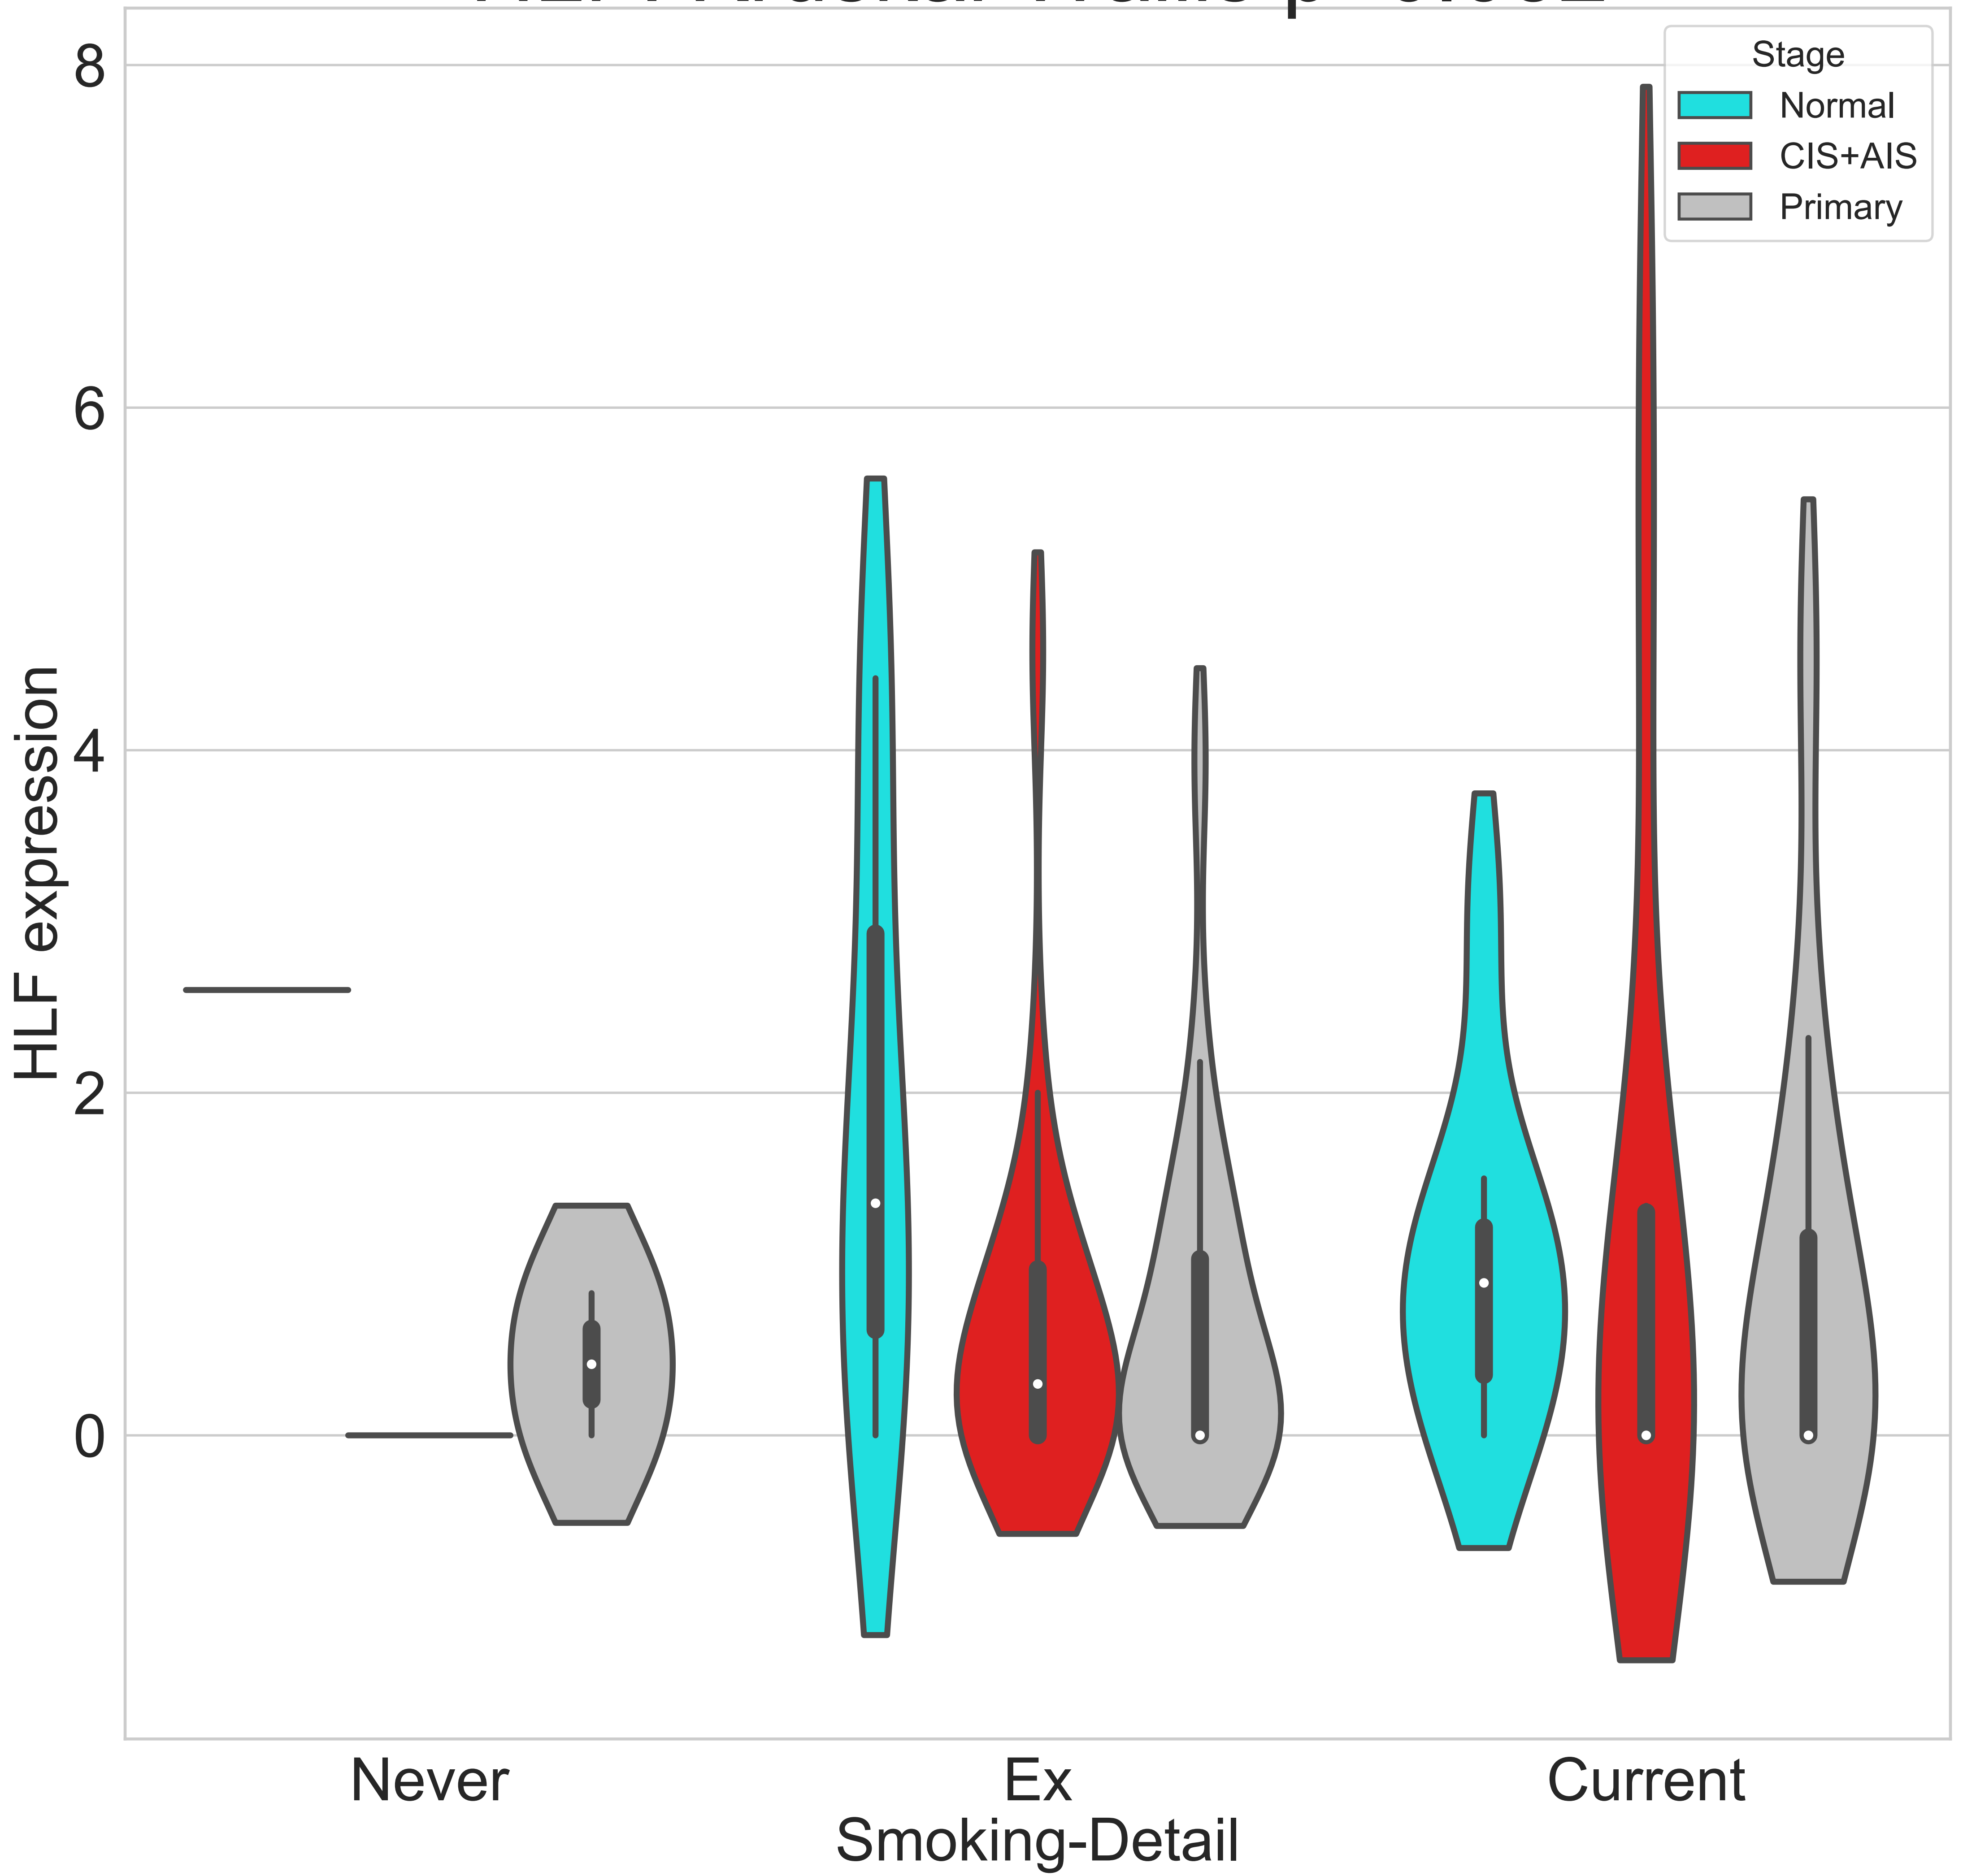 Stage
Normal
CIS+AIS
Primary
8
6
4
2
0
HLF expression
Never
Ex
Current
Smoking-Detail